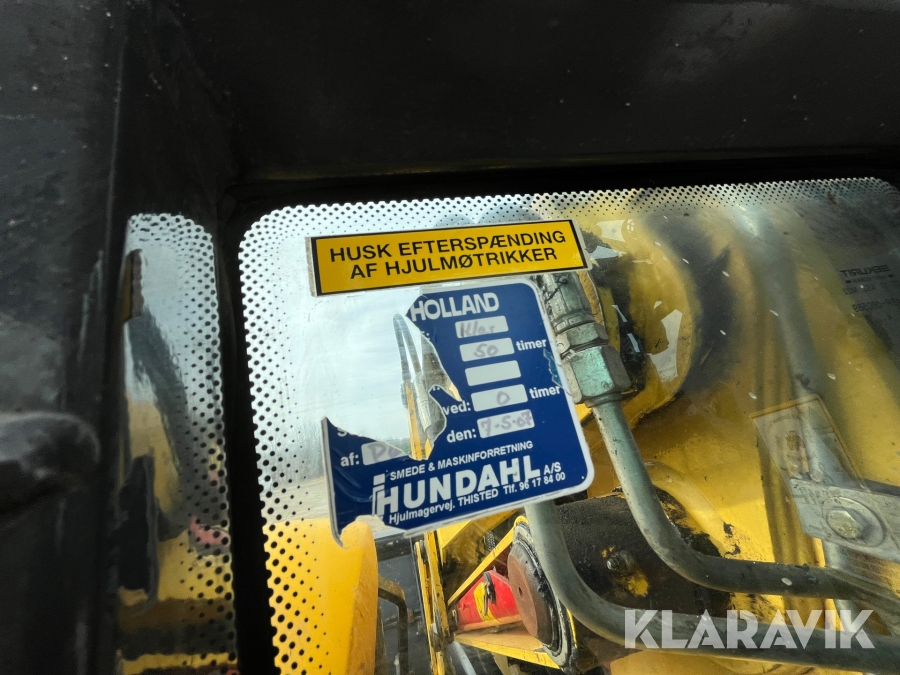 HUSK EFTERSPÆNDING
AF HJULMØTRIKKER
HOLLAND
50 timer
ved: 0 timer
af: den: 7-5-07
SMEDE & MASKINFORRETNING
HUNDAHL A/S
Hjulmagervej. THISTED Tlf. 96 17 84 00
KLARAVIK